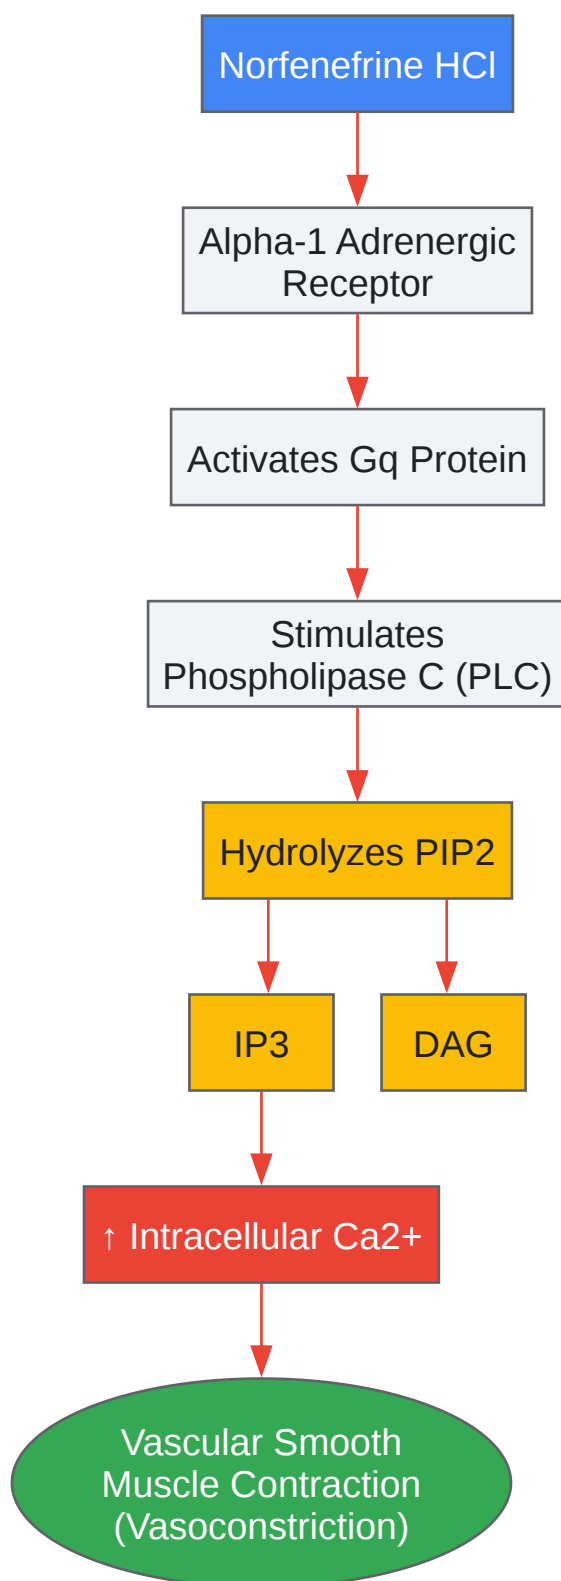 Norfenefrine HCl
Alpha-1 Adrenergic
Receptor
Activates Gq Protein
Stimulates
Phospholipase C (PLC)
Hydrolyzes PIP2
IP3
DAG
↑ Intracellular Ca2+
Vascular Smooth
Muscle Contraction
(Vasoconstriction)